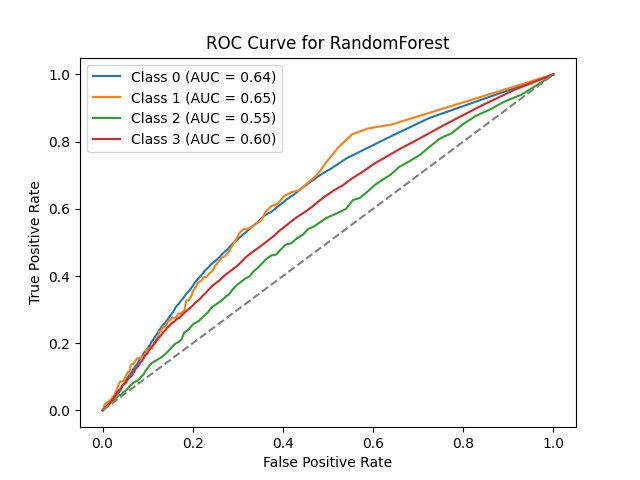 ROC Curve for RandomForest
Class 0 (AUC = 0.64)
Class 1 (AUC = 0.65)
Class 2 (AUC = 0.55)
Class 3 (AUC = 0.60)
True Positive Rate
1.0
0.8
0.6
0.4
0.2
0.0
0.0 0.2 0.4 0.6 0.8 1.0
False Positive Rate